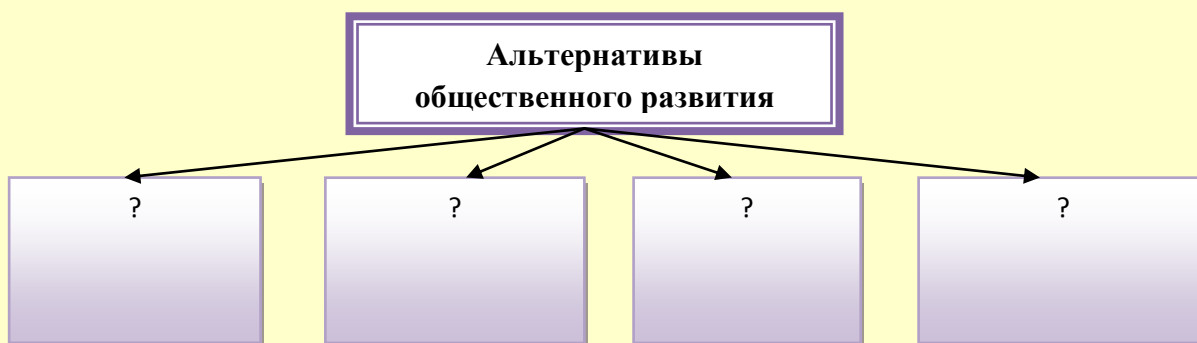 Альтернативы
общественного развития
? ? ? ?